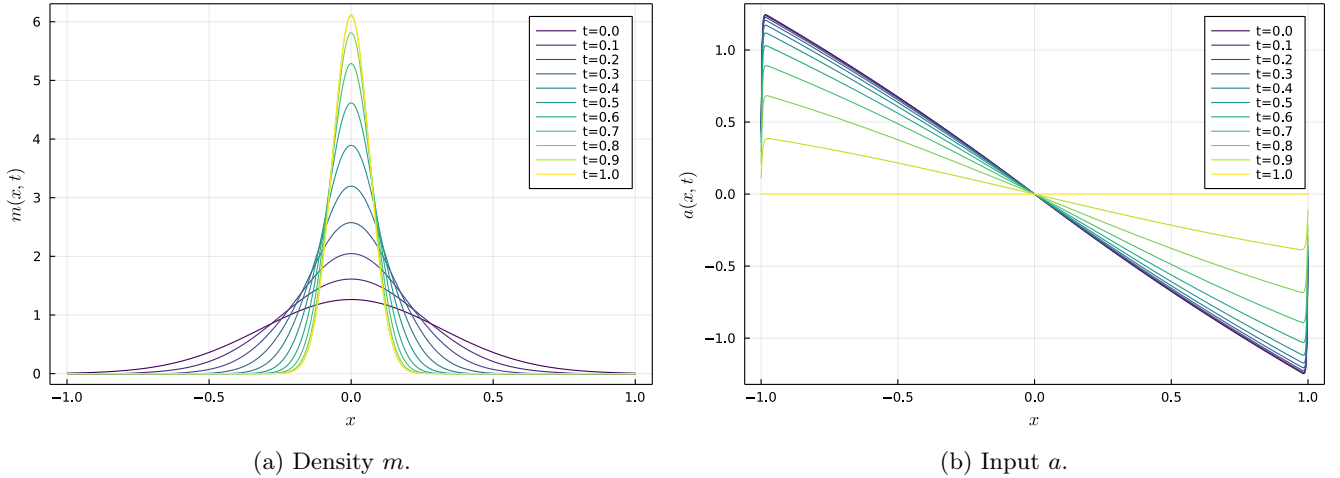 6
5
4
3
2
1
0
m(x, t)
-1.0 -0.5 0.0 0.5 1.0
x
t=0.0
t=0.1
t=0.2
t=0.3
t=0.4
t=0.5
t=0.6
t=0.7
t=0.8
t=0.9
t=1.0
(a) Density m.
1.0
0.5
0.0
-0.5
-1.0
a(x, t)
-1.0 -0.5 0.0 0.5 1.0
x
t=0.0
t=0.1
t=0.2
t=0.3
t=0.4
t=0.5
t=0.6
t=0.7
t=0.8
t=0.9
t=1.0
(b) Input a.